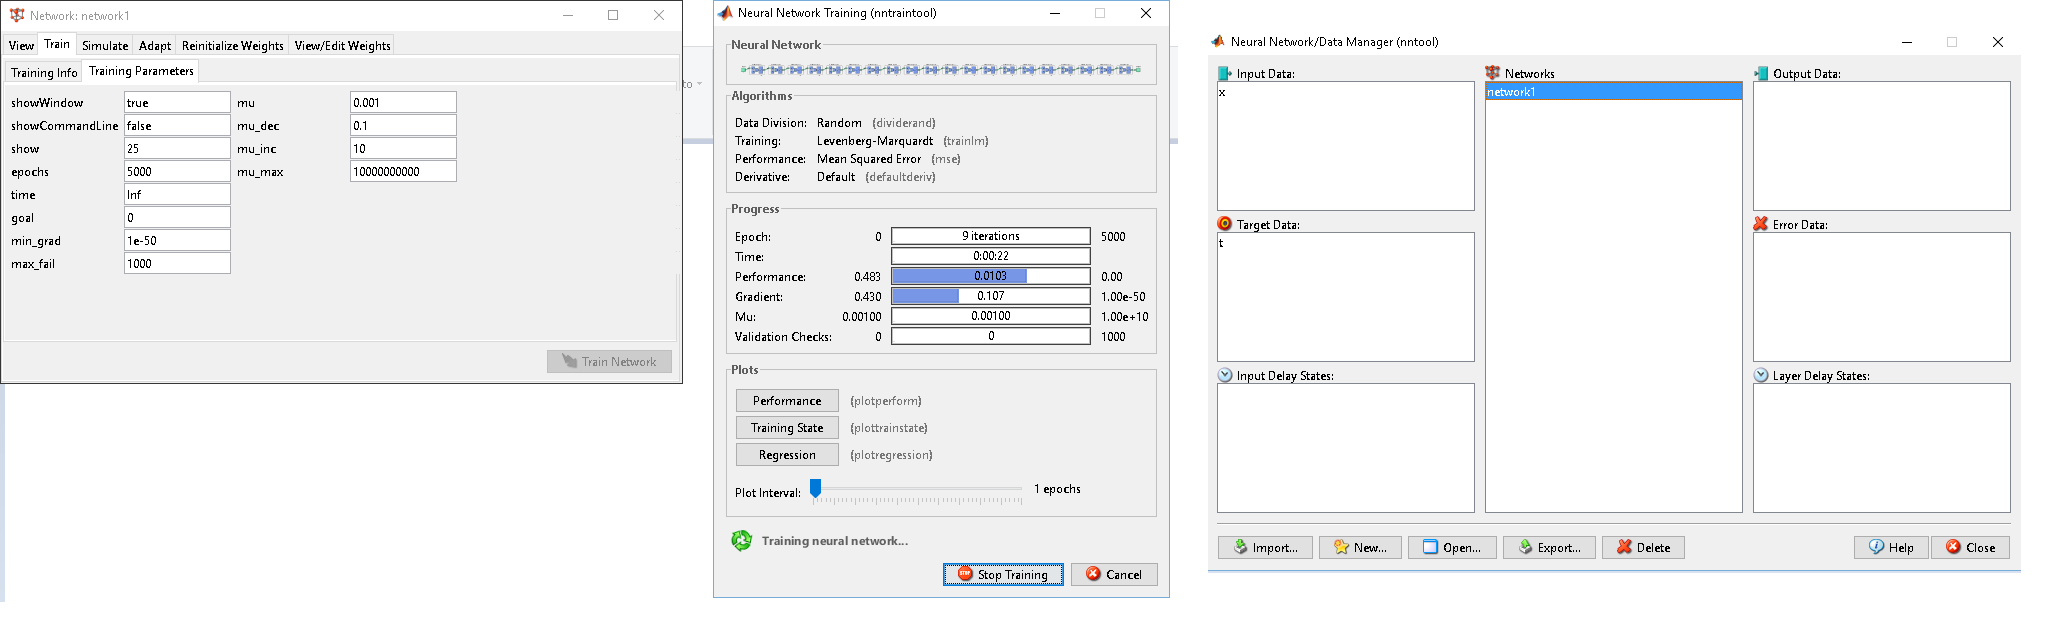 Network: network1
View Train Simulate Adapt Reinitialize Weights View/Edit Weights
Training Info Training Parameters
showWindow true mu 0.001
showCommandLine false mu_dec 0.1
show 25 mu_inc 10
epochs 5000 mu_max 10000000000
time Inf
goal 0
min_grad 1e-50
max_fail 1000
Train Network
to
Neural Network Training (nntraintool)
Neural Network
Algorithms
Data Division: Random (dividerand)
Training: Levenberg-Marquardt (trainlm)
Performance: Mean Squared Error (mse)
Derivative: Default (defaultderiv)
Progress
Epoch: 0 9 iterations 5000
Time: 0:00:22
Performance: 0.483 0.0103 0.00
Gradient: 0.430 0.107 1.00e-50
Mu: 0.00100 0.00100 1.00e+10
Validation Checks: 0 0 1000
Plots
Performance (plotperform)
Training State (plottrainstate)
Regression (plotregression)
Plot Interval: 1 epochs
Training neural network...
STOP Stop Training Cancel
Neural Network/Data Manager (nntool)
Input Data:
x
Networks
network1
Output Data:
Target Data:
t
Error Data:
Input Delay States:
Layer Delay States:
Import... New... Open... Export... Delete Help Close